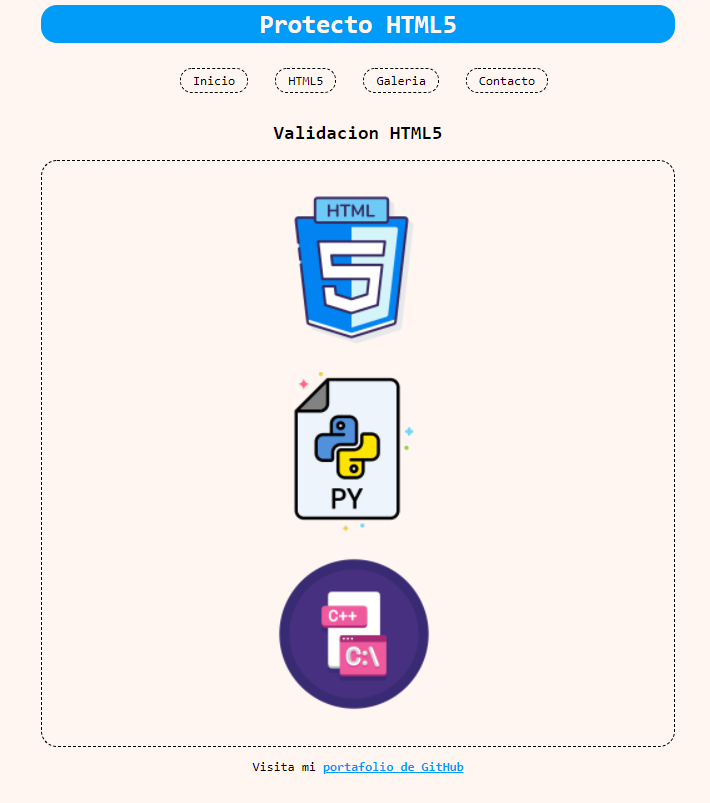 Protecto HTML5
Inicio HTML5 Galeria Contacto
Validacion HTML5
HTML
5
PY
C++
C:\
Visita mi portafolio de GitHub